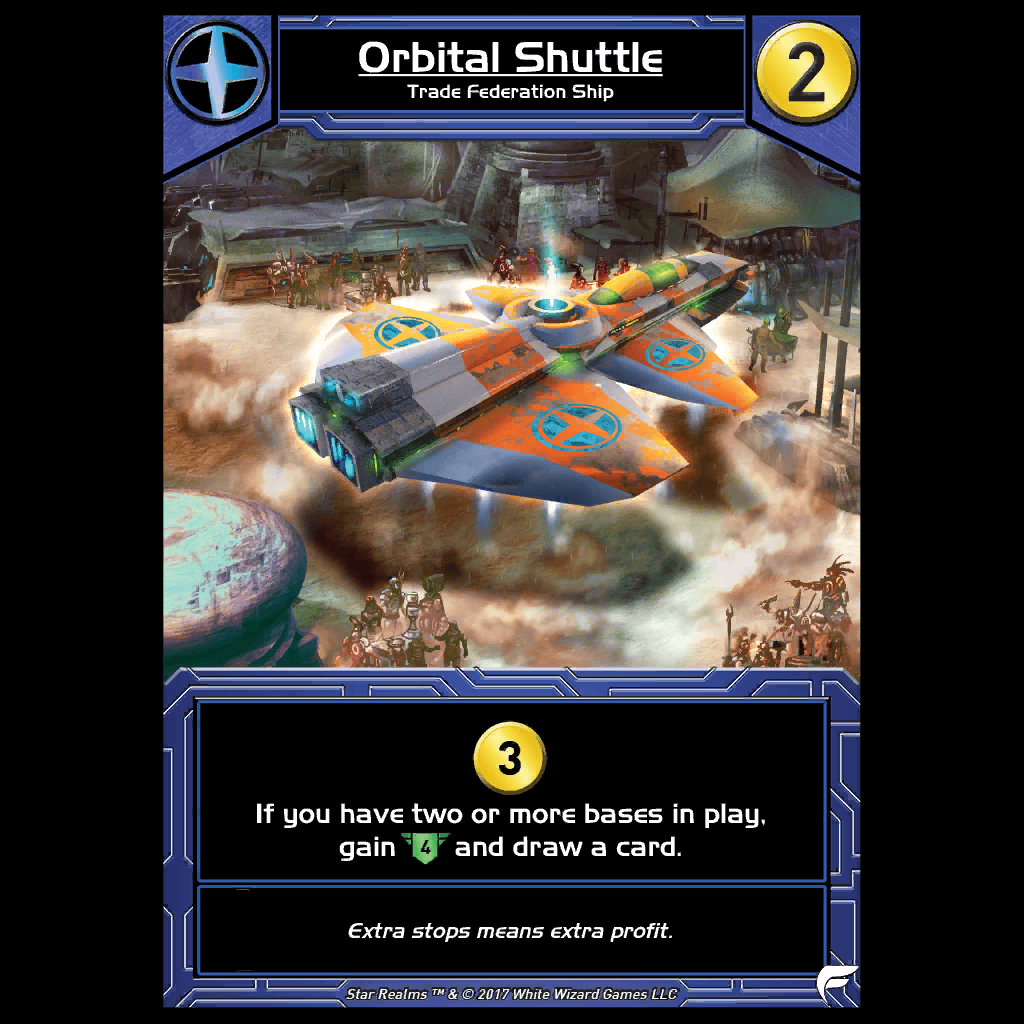 Orbital Shuttle
Trade Federation Ship
2
3
If you have two or more bases in play,
gain 4 and draw a card.
Extra stops means extra profit.
Star Realms ™ & © 2017 White Wizard Games LLC